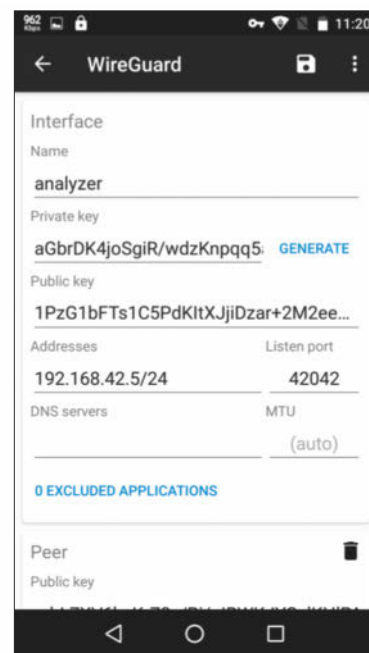 962
Kbps
11:20
WireGuard
Interface
Name
analyzer
Private key
aGbrDK4joSgiR/wdzKnpqq5
GENERATE
Public key
1PzG1bFTs1C5PdKItXJjiDzar+2M2ee...
Addresses
Listen port
192.168.42.5/24
42042
DNS servers
MTU
(auto)
0 EXCLUDED APPLICATIONS
Peer
Public key